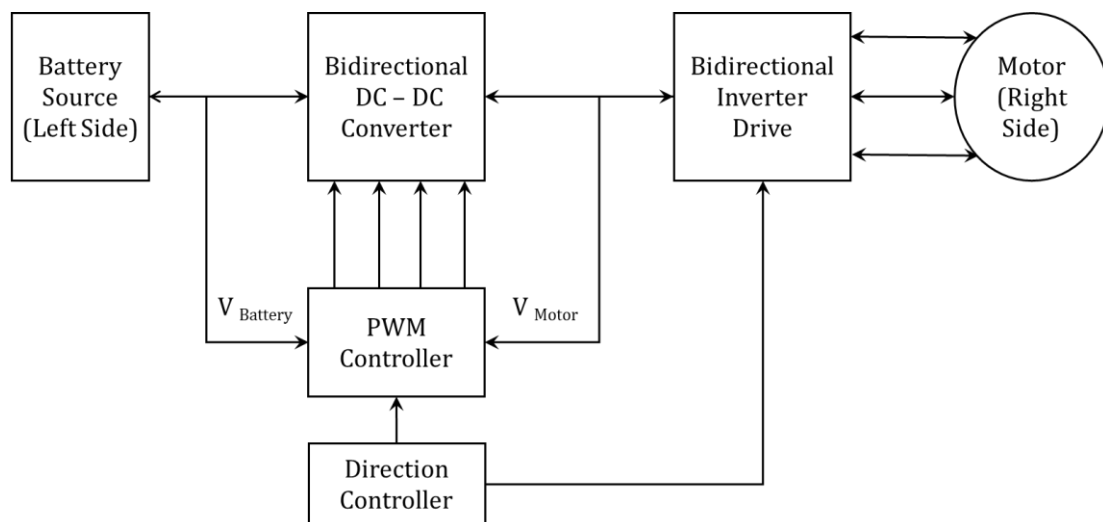 Battery
Source
(Left Side)
Bidirectional
DC – DC
Converter
Bidirectional
Inverter
Drive
Motor
(Right
Side)
V Battery
V Motor
PWM
Controller
Direction
Controller